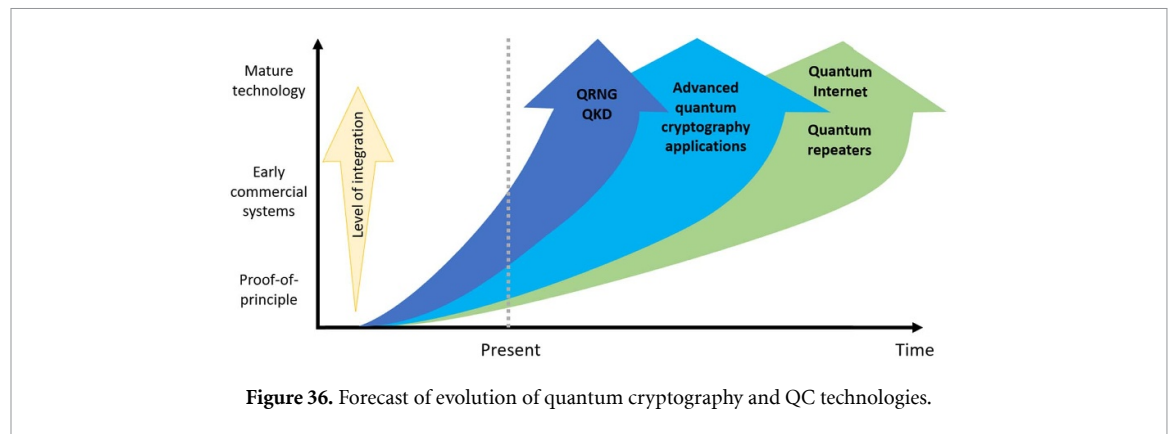 Mature
technology
Early
commercial
systems
Proof-of-
principle
Level of integration
QRNG
QKD
Advanced
quantum
cryptography
applications
Quantum
Internet
Quantum
repeaters
Present
Time
Figure 36. Forecast of evolution of quantum cryptography and QC technologies.